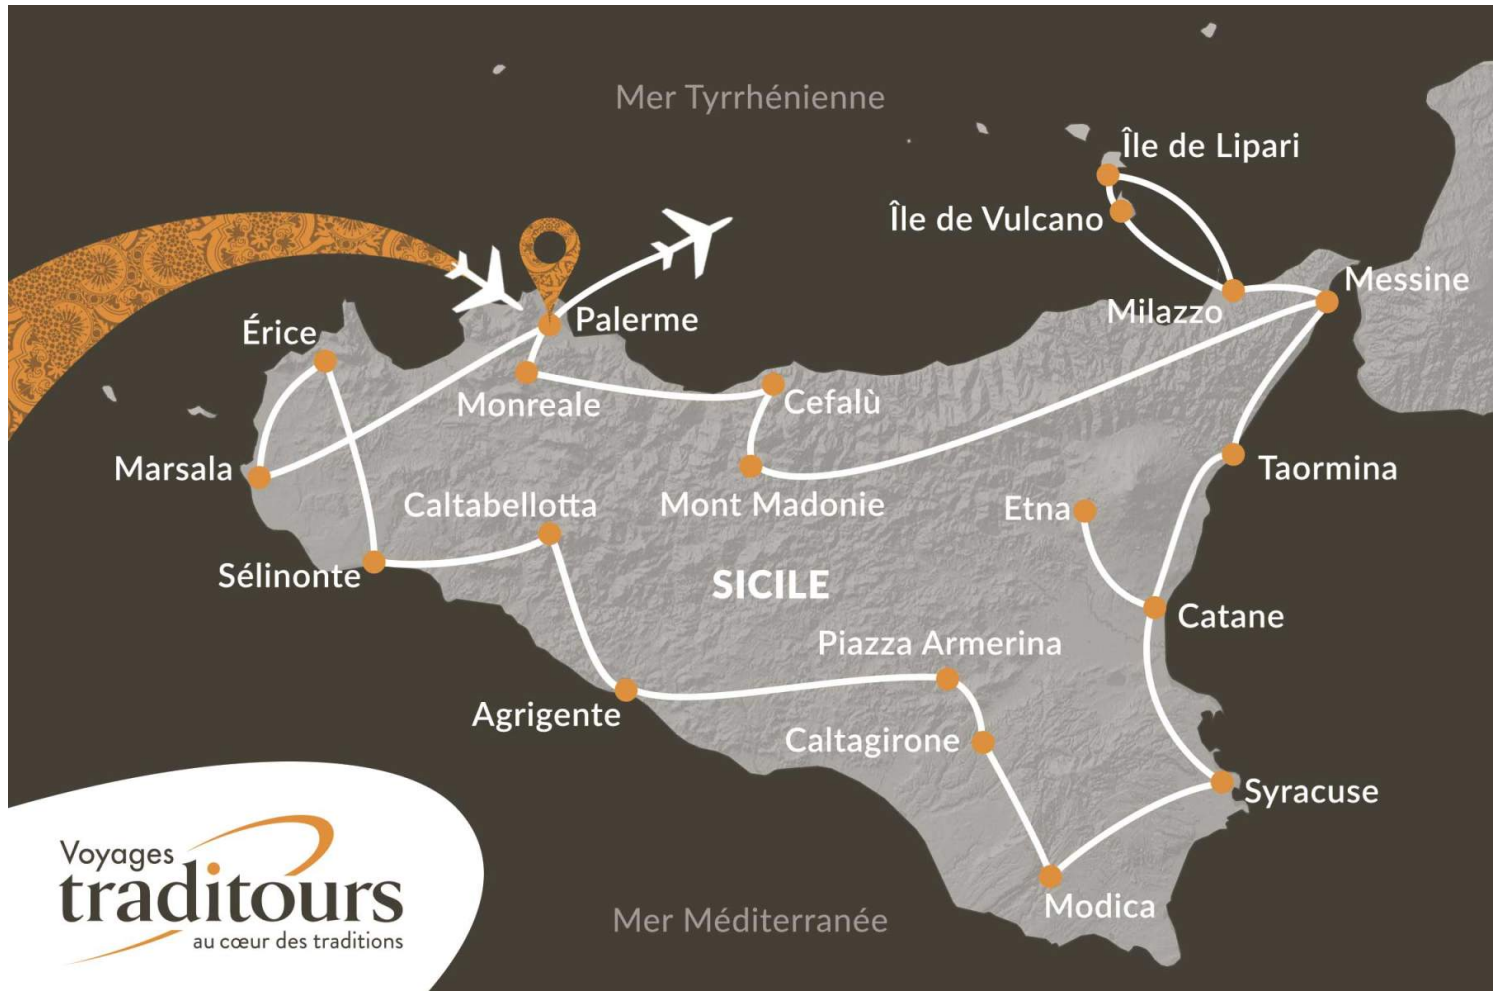 Mer Tyrrhénienne
Île de Lipari
Île de Vulcano
Messine
Milazzo
Palerme
Érice
Monreale
Cefalù
Marsala
Taormina
Caltabellotta
Mont Madonie
Etna
Sélinonte
SICILE
Catane
Piazza Armerina
Agrigente
Caltagirone
Syracuse
Modica
Mer Méditerranée
Voyages
traditours
au cœur des traditions